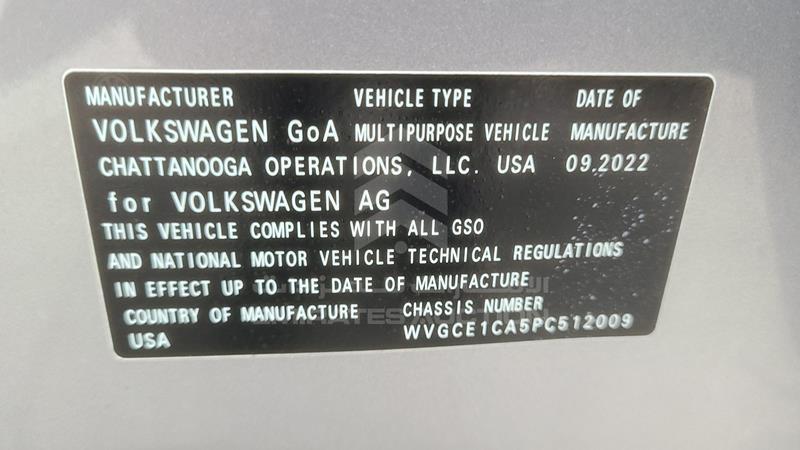 MANUFACTURER VEHICLE TYPE DATE OF
VOLKSWAGEN GoA MULTIPURPOSE VEHICLE MANUFACTURE
CHATTANOOGA OPERATIONS, LLC. USA 09.2022
for VOLKSWAGEN AG
THIS VEHICLE COMPLIES WITH ALL GSO
AND NATIONAL MOTOR VEHICLE TECHNICAL REGULATIONS
IN EFFECT UP TO THE DATE OF MANUFACTURE
COUNTRY OF MANUFACTURE CHASSIS NUMBER
USA WVGCE1CA5PC512009
EMIRATES AUCTION